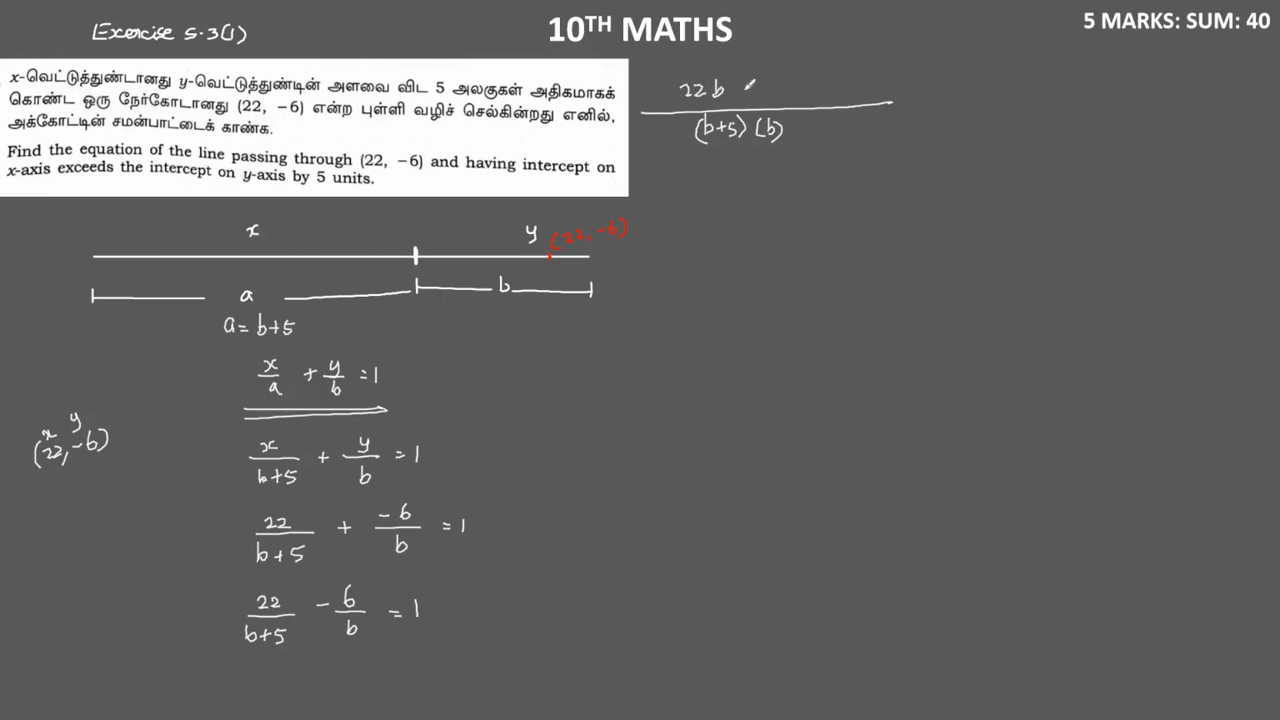 Exercise 5.3(1)
10TH MATHS
5 MARKS: SUM: 40
x-வெட்டுத்துண்டானது y-வெட்டுத்துண்டின் அளவை விட 5 அலகுகள் அதிகமாகக்
கொண்ட ஒரு நேர்கோடானது (22, −6) என்ற புள்ளி வழிச் செல்கின்றது எனில்,
அக்கோட்டின் சமன்பாட்டைக் காண்க.
Find the equation of the line passing through (22, −6) and having intercept on
x-axis exceeds the intercept on y-axis by 5 units.
x y
(22, -6)
a b
a = b+5
x/a + y/b = 1
x y
(22, -6)
x/(b+5) + y/b = 1
22/(b+5) + -6/b = 1
22/(b+5) - 6/b = 1
22b
(b+5) (b)